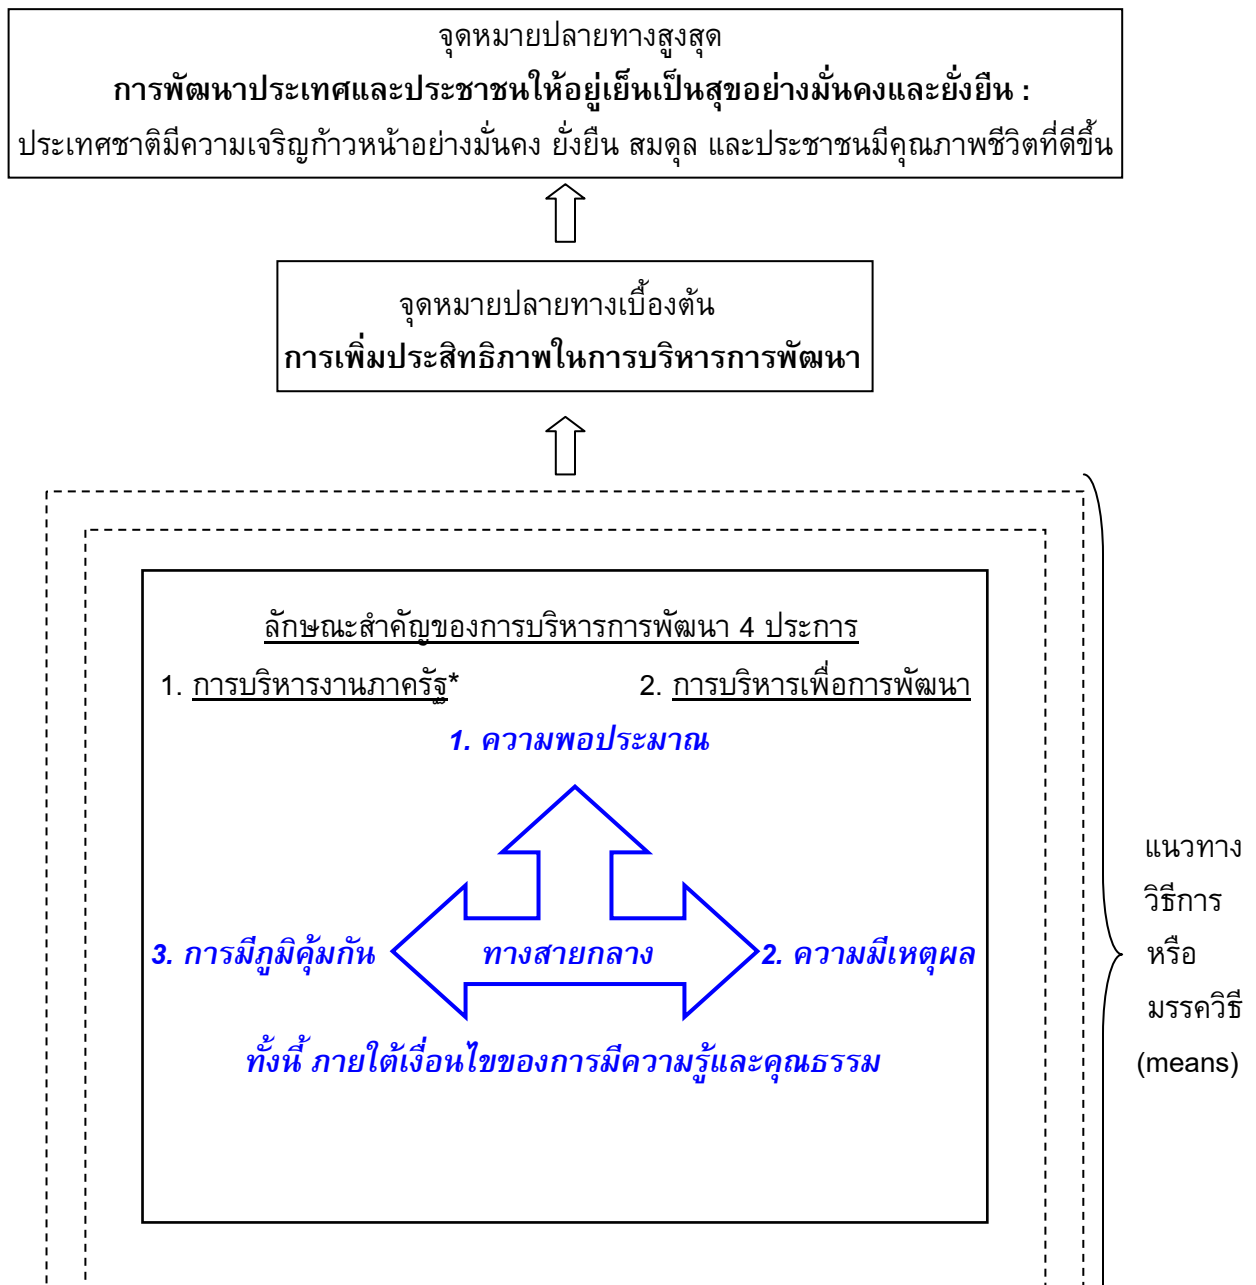 จุดหมายปลายทางสูงสุด
การพัฒนาประเทศและประชาชนให้อยู่เย็นเป็นสุขอย่างมั่นคงและยั่งยืน :
ประเทศชาติมีความเจริญก้าวหน้าอย่างมั่นคง ยั่งยืน สมดุล และประชาชนมีคุณภาพชีวิตที่ดีขึ้น
จุดหมายปลายทางเบื้องต้น
การเพิ่มประสิทธิภาพในการบริหารการพัฒนา
ลักษณะสำคัญของการบริหารการพัฒนา 4 ประการ
1. การบริหารงานภาครัฐ*
2. การบริหารเพื่อการพัฒนา
1. ความพอประมาณ
3. การมีภูมิคุ้มกัน
ทางสายกลาง
2. ความมีเหตุผล
ทั้งนี้ ภายใต้เงื่อนไขของการมีความรู้และคุณธรรม
แนวทาง
วิธีการ
หรือ
มรรควิธี
(means)